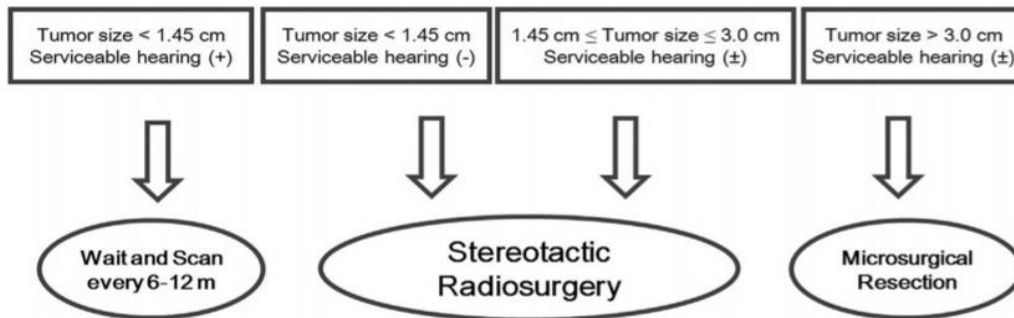 Tumor size < 1.45 cm
Serviceable hearing (+)
Tumor size < 1.45 cm
Serviceable hearing (-)
1.45 cm ≤ Tumor size ≤ 3.0 cm
Serviceable hearing (±)
Tumor size > 3.0 cm
Serviceable hearing (±)
Wait and Scan
every 6-12 m
Stereotactic
Radiosurgery
Microsurgical
Resection